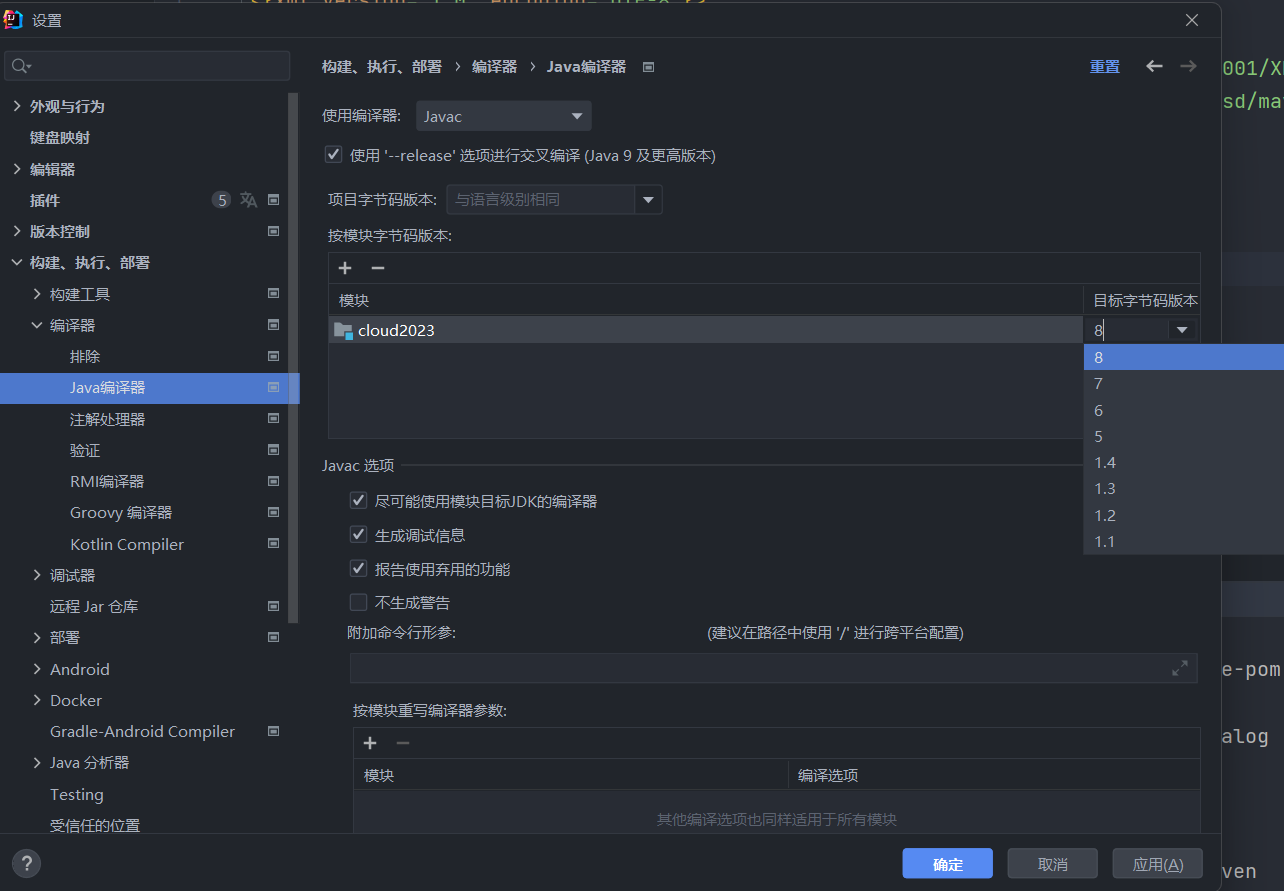 设置
构建、执行、部署 › 编译器 › Java编译器
重置
外观与行为
键盘映射
编辑器
插件 5
版本控制
构建、执行、部署
构建工具
编译器
排除
Java编译器
注解处理器
验证
RMI编译器
Groovy 编译器
Kotlin Compiler
调试器
远程 Jar 仓库
部署
Android
Docker
Gradle-Android Compiler
Java 分析器
Testing
受信任的位置
使用编译器: Javac
使用 '--release' 选项进行交叉编译 (Java 9 及更高版本)
项目字节码版本: 与语言级别相同
按模块字节码版本:
模块 目标字节码版本
cloud2023 8
8
7
6
5
1.4
1.3
1.2
1.1
Javac 选项
尽可能使用模块目标JDK的编译器
生成调试信息
报告使用弃用的功能
不生成警告
附加命令行形参: (建议在路径中使用 '/' 进行跨平台配置)
按模块重写编译器参数:
模块 编译选项
其他编译选项也同样适用于所有模块
? 确定 取消 应用(A)
001/X
sd/ma
e-pom
alog
ven